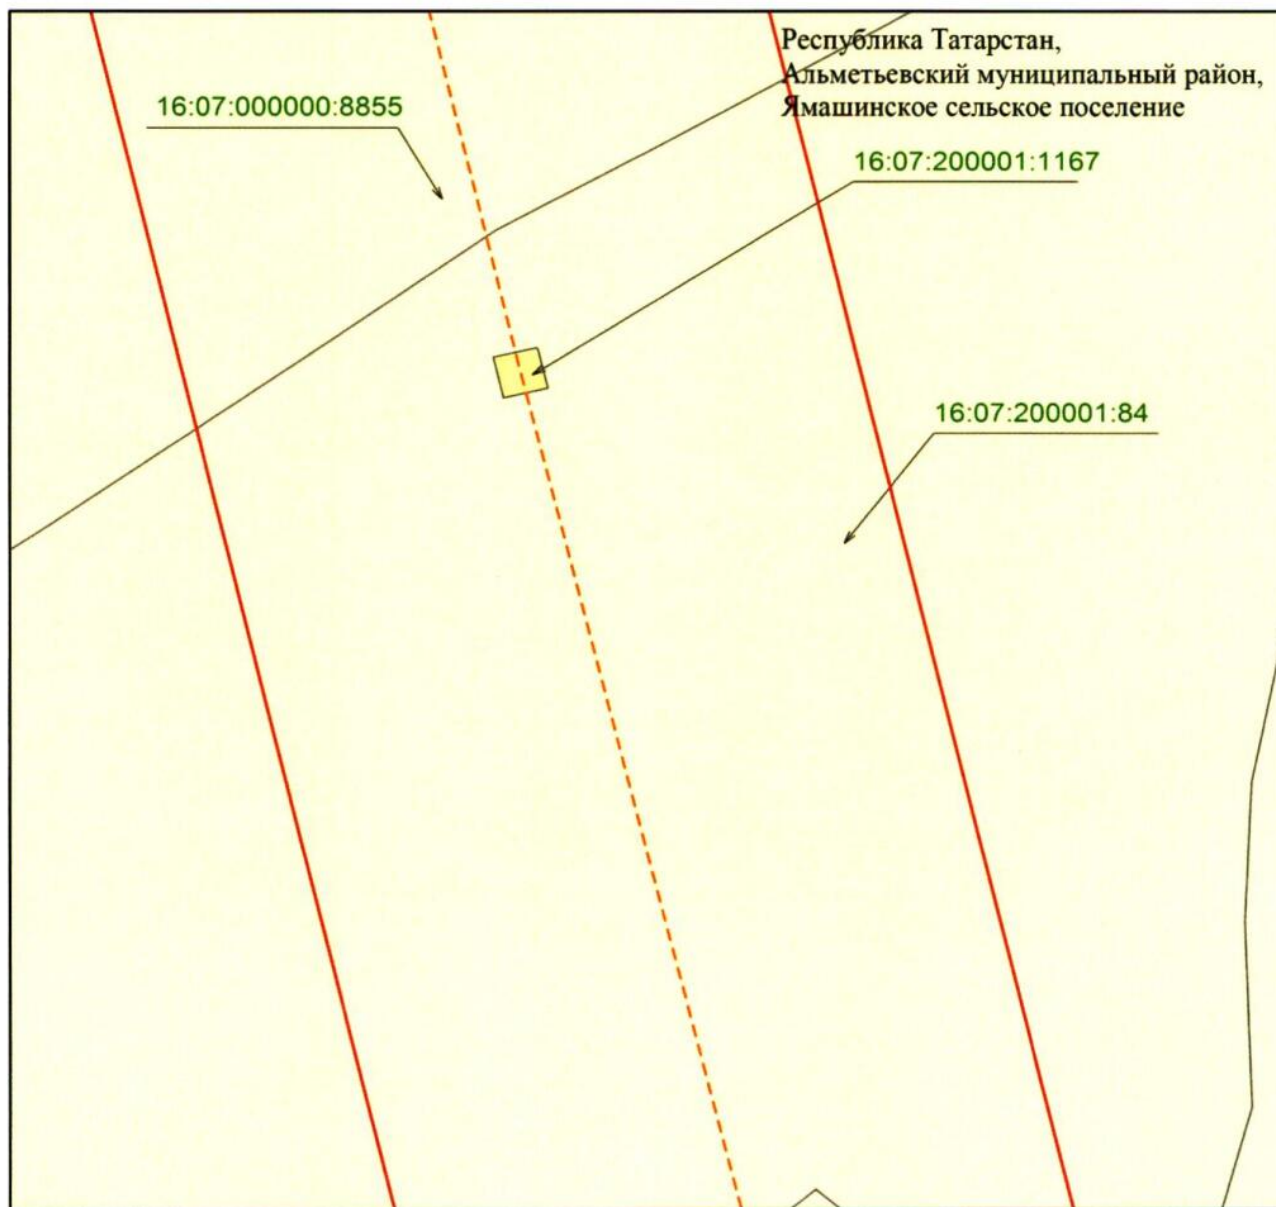 Республика Татарстан,
Альметьевский муниципальный район,
Ямашинское сельское поселение
16:07:000000:8855
16:07:200001:1167
16:07:200001:84